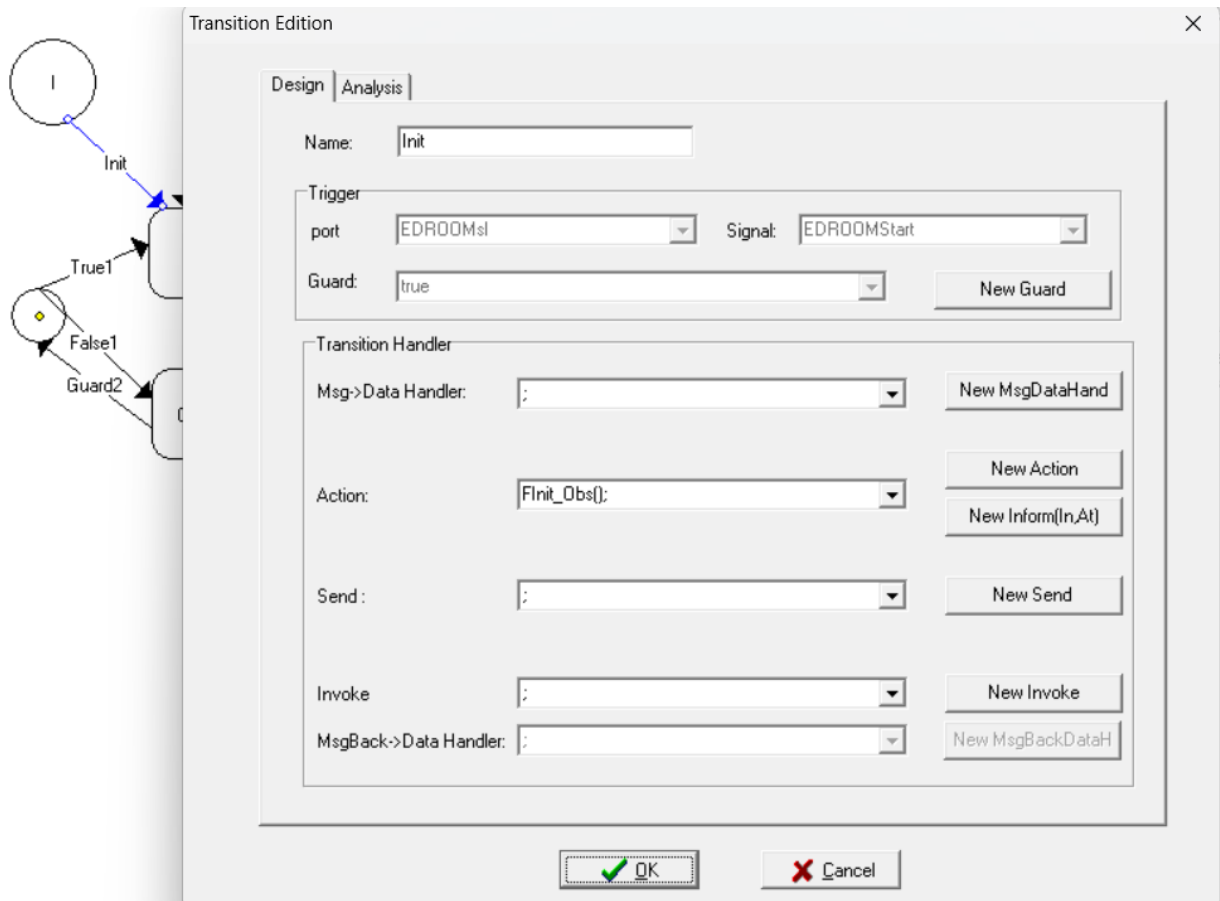 Transition Edition
I
Init
True1
False1
Guard2
Design
Analysis
Name:
Init
Trigger
port
EDROOMsI
Signal:
EDROOMStart
Guard:
true
New Guard
Transition Handler
Msg->Data Handler:
;
New MsgDataHand
Action:
FInit_Obs();
New Action
New Inform(In,At)
Send :
;
New Send
Invoke
;
New Invoke
MsgBack->Data Handler:
;
New MsgBackDataH
OK
Cancel